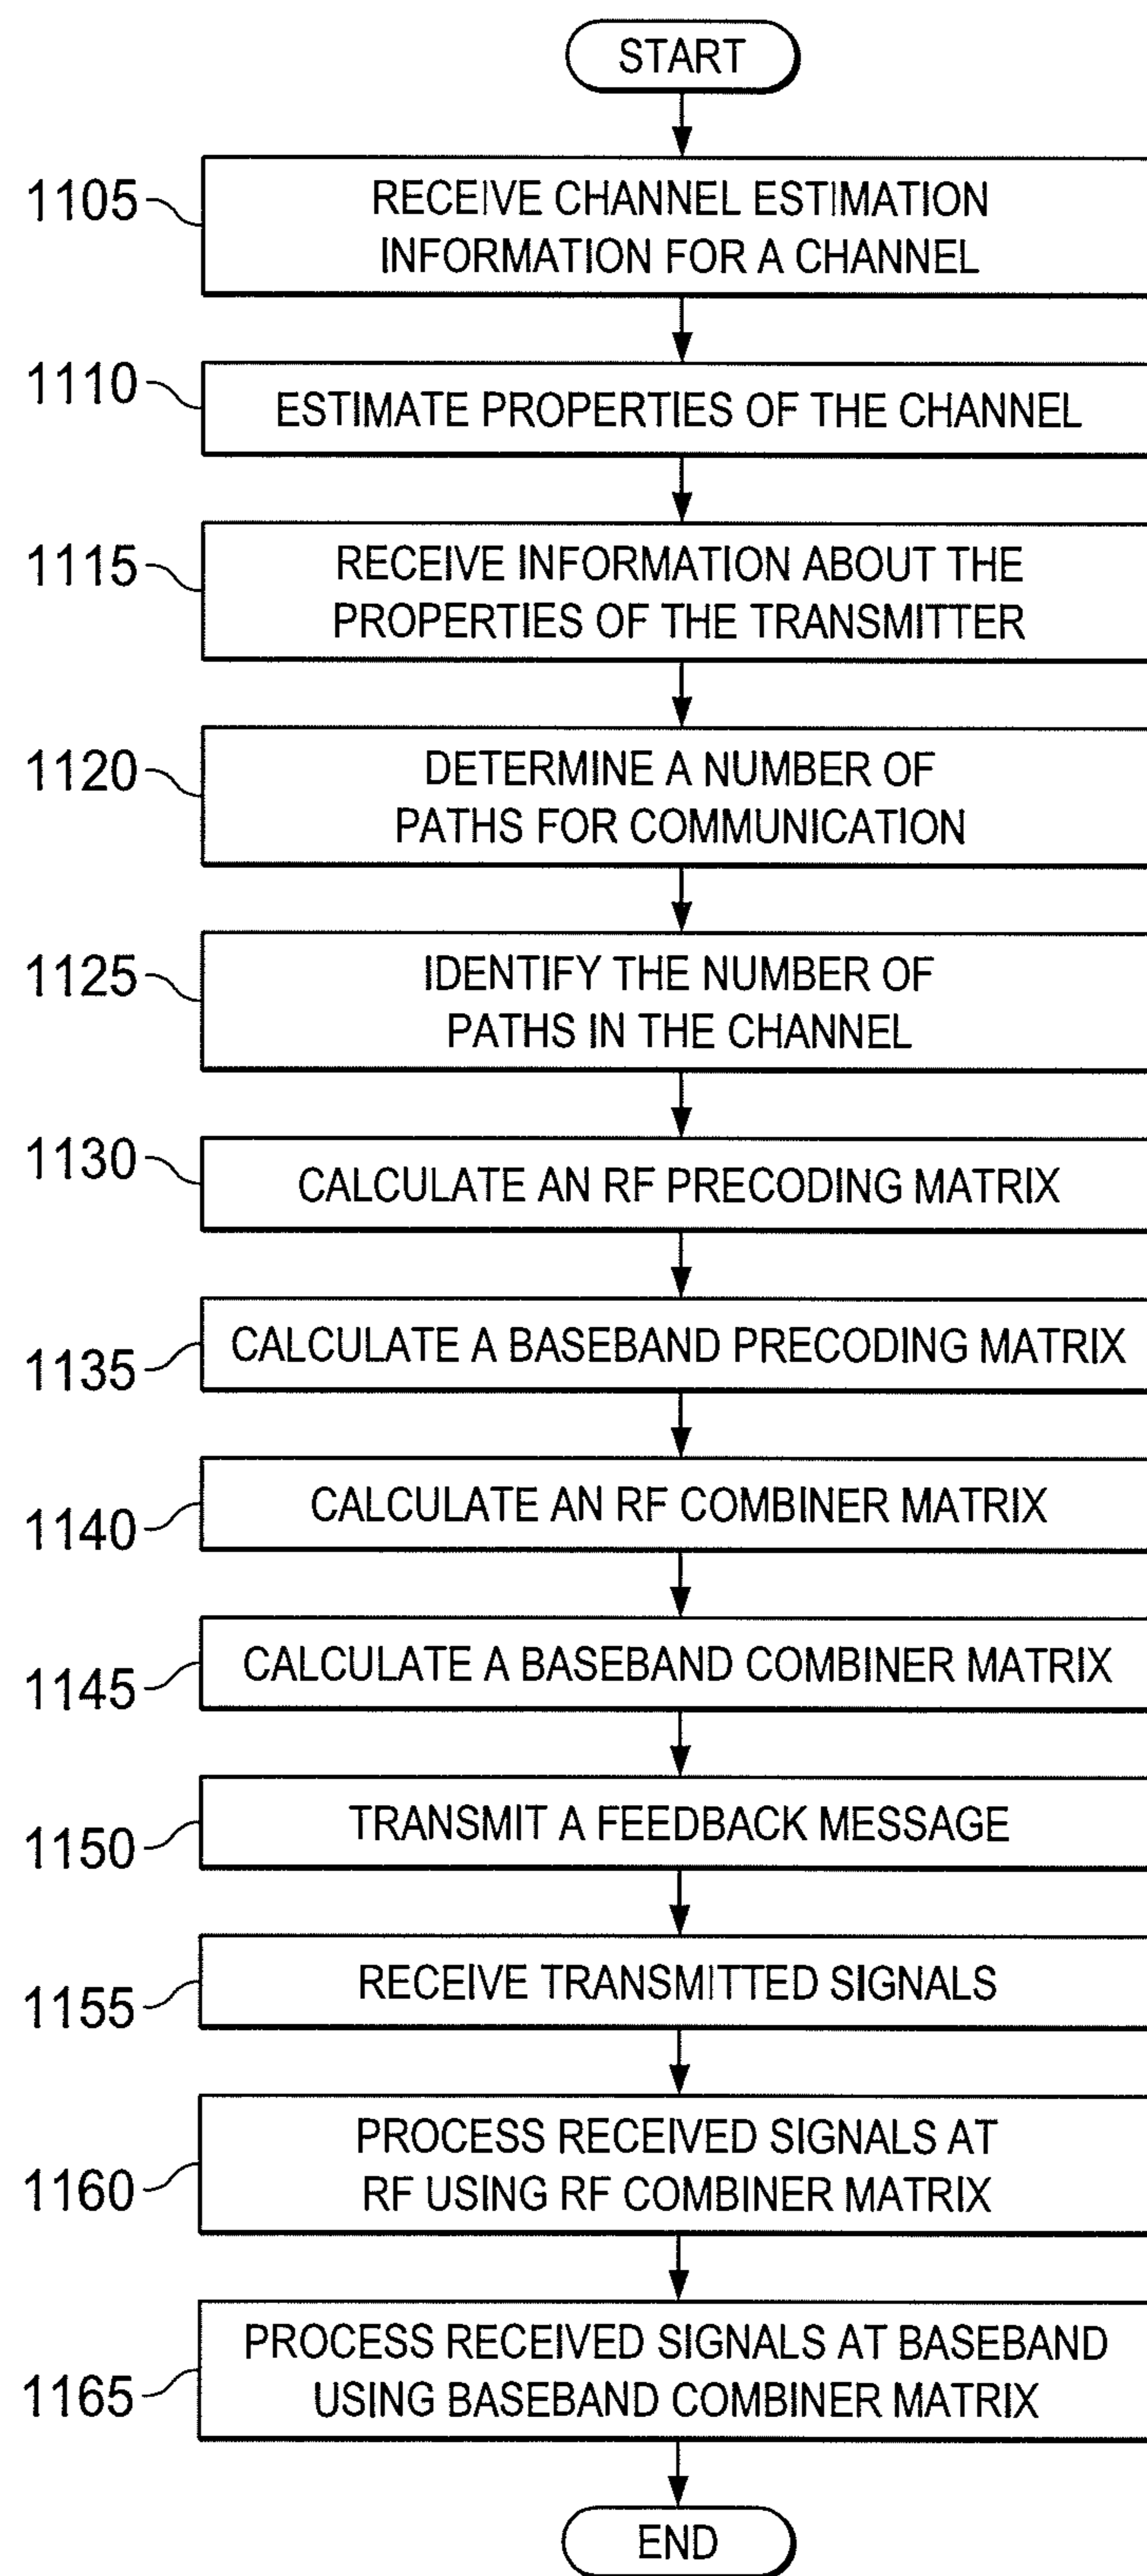 START
1105
RECEIVE CHANNEL ESTIMATION
INFORMATION FOR A CHANNEL
1110
ESTIMATE PROPERTIES OF THE CHANNEL
1115
RECEIVE INFORMATION ABOUT THE
PROPERTIES OF THE TRANSMITTER
1120
DETERMINE A NUMBER OF
PATHS FOR COMMUNICATION
1125
IDENTIFY THE NUMBER OF
PATHS IN THE CHANNEL
1130
CALCULATE AN RF PRECODING MATRIX
1135
CALCULATE A BASEBAND PRECODING MATRIX
1140
CALCULATE AN RF COMBINER MATRIX
1145
CALCULATE A BASEBAND COMBINER MATRIX
1150
TRANSMIT A FEEDBACK MESSAGE
1155
RECEIVE TRANSMITTED SIGNALS
1160
PROCESS RECEIVED SIGNALS AT
RF USING RF COMBINER MATRIX
1165
PROCESS RECEIVED SIGNALS AT BASEBAND
USING BASEBAND COMBINER MATRIX
END